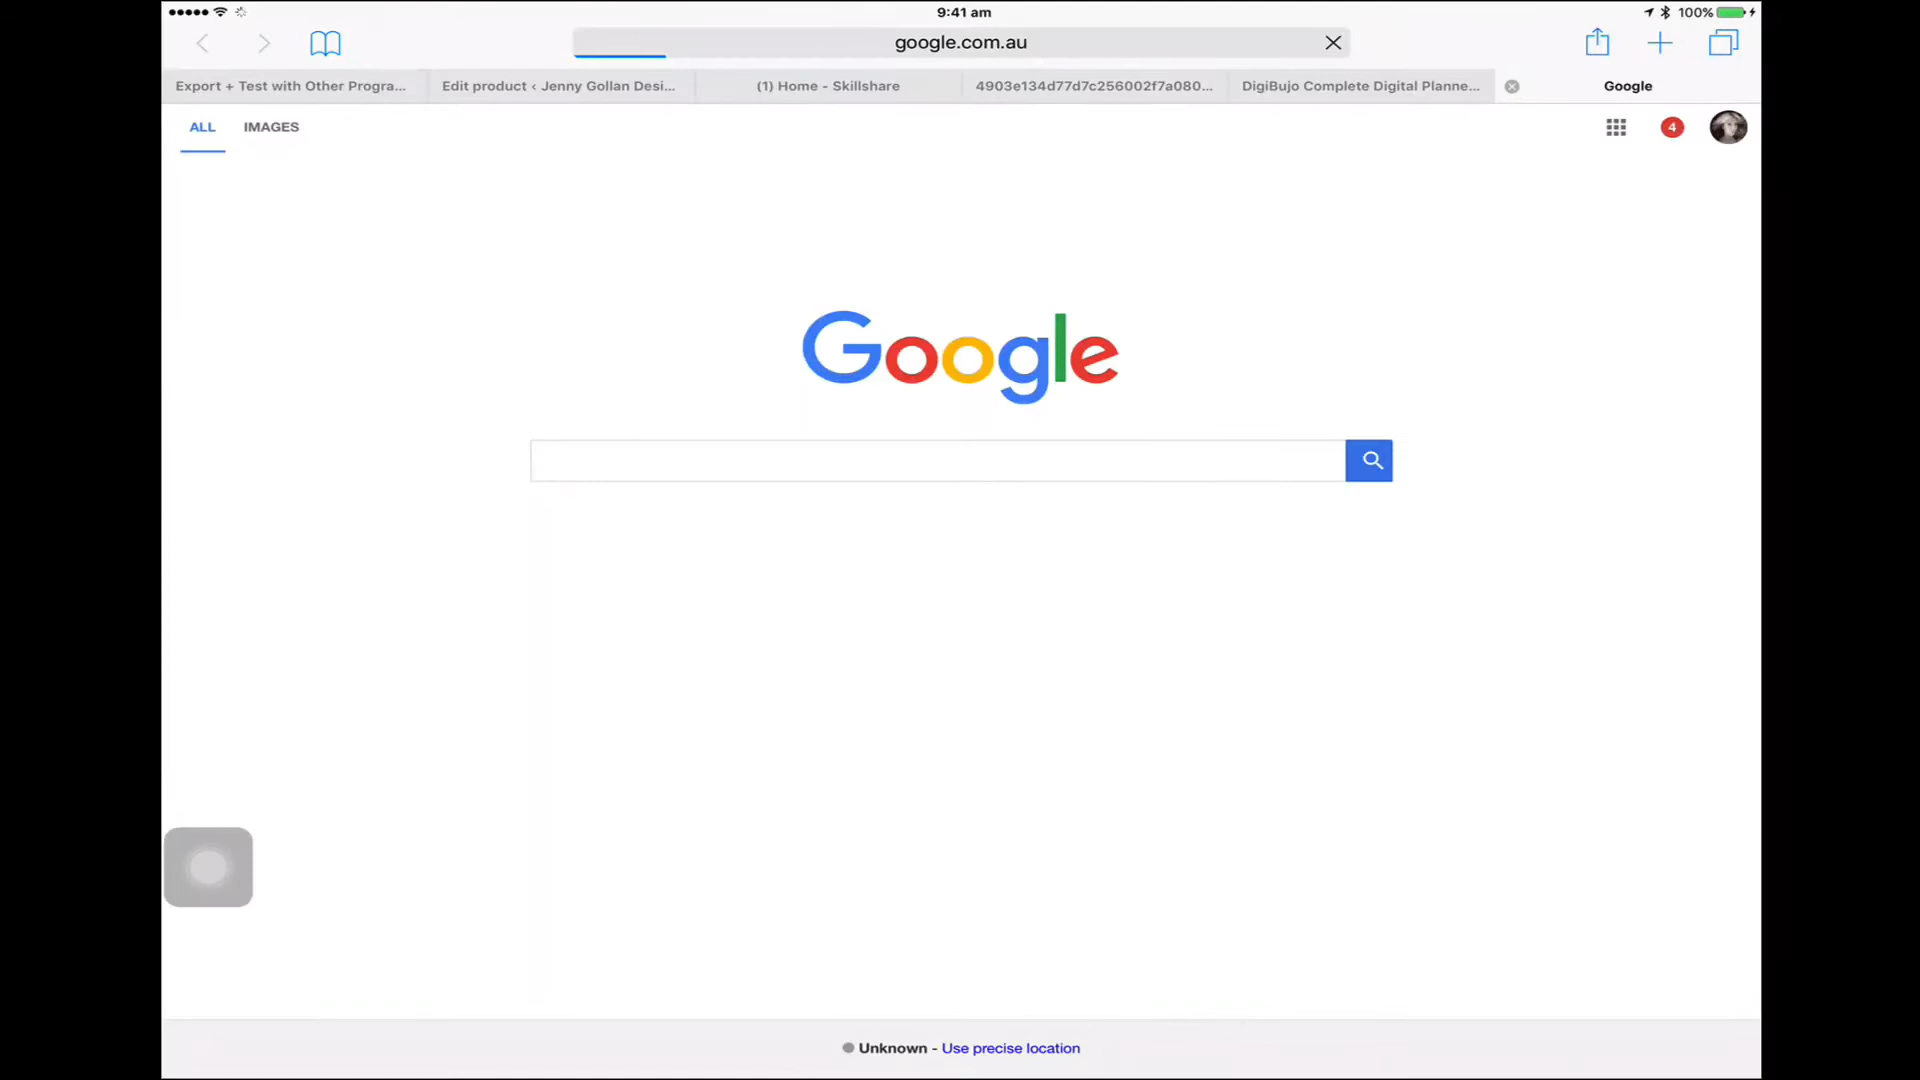 9:41 am
100%
google.com.au
Export + Test with Other Progra...
Edit product ‹ Jenny Gollan Desi...
(1) Home - Skillshare
4903e134d77d7c256002f7a080...
DigiBujo Complete Digital Planne...
Google
ALL
IMAGES
4
Google
Unknown - Use precise location